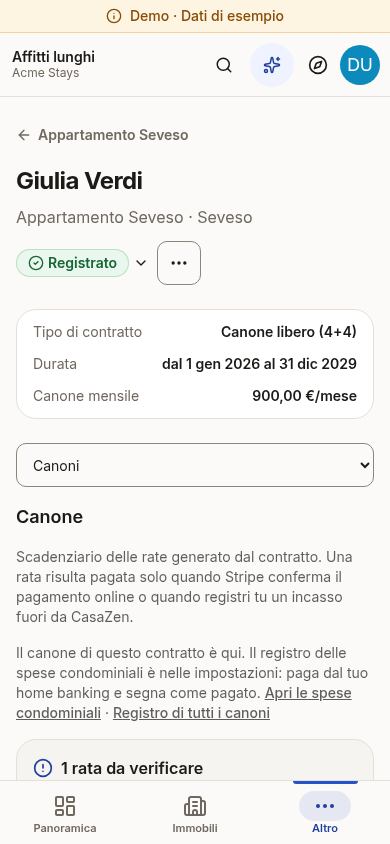 Demo · Dati di esempio
Affitti lunghi
Acme Stays
DU
Appartamento Seveso
Giulia Verdi
Appartamento Seveso · Seveso
Registrato
Tipo di contratto Canone libero (4+4)
Durata dal 1 gen 2026 al 31 dic 2029
Canone mensile 900,00 €/mese
Canoni
Canone
Scadenziario delle rate generato dal contratto. Una
rata risulta pagata solo quando Stripe conferma il
pagamento online o quando registri tu un incasso
fuori da CasaZen.
Il canone di questo contratto è qui. Il registro delle
spese condominiali è nelle impostazioni: paga dal tuo
home banking e segna come pagato. Apri le spese
condominiali · Registro di tutti i canoni
1 rata da verificare
Panoramica Immobili Altro